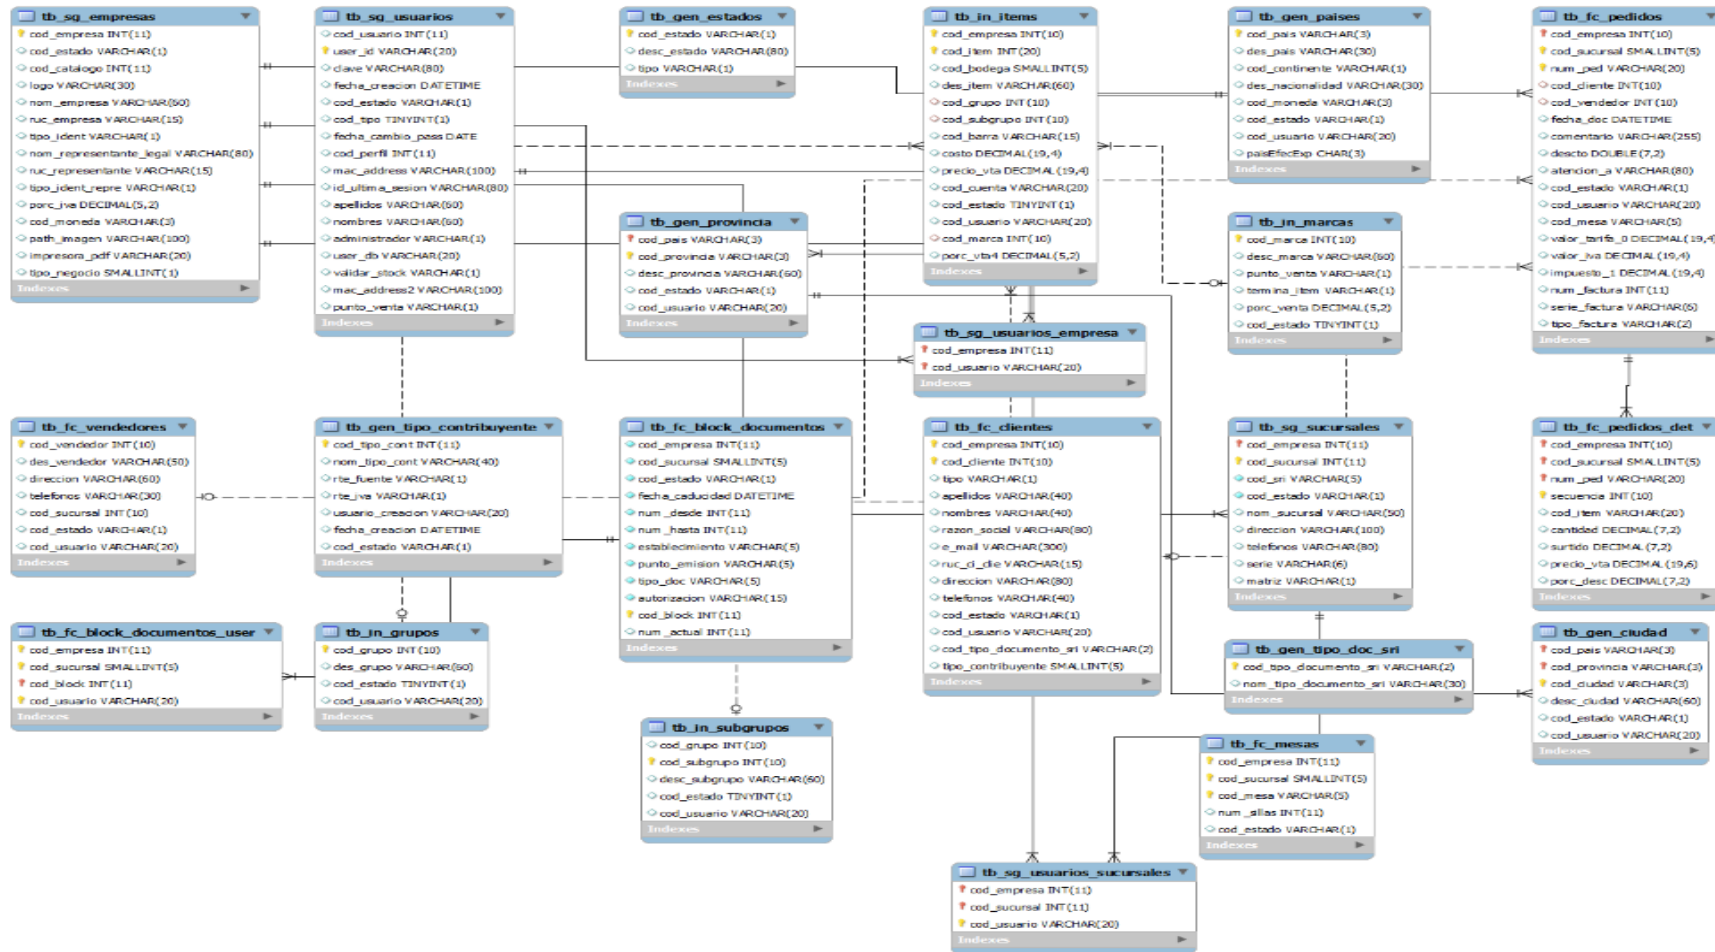 tb_sg_empresas
cod_empresa INT(11)
cod_estado VARCHAR(1)
cod_catalogo INT(11)
logo VARCHAR(30)
nom_empresa VARCHAR(60)
ruc_empresa VARCHAR(15)
tipo_ident VARCHAR(1)
nom_representante_legal VARCHAR(80)
ruc_representante VARCHAR(15)
tipo_ident_repre VARCHAR(1)
porc_iva DECIMAL(5,2)
cod_moneda VARCHAR(3)
path_imagen VARCHAR(100)
impresora_pdf VARCHAR(20)
tipo_negocio SMALLINT(1)
Indexes
tb_sg_usuarios
cod_usuario INT(11)
user_id VARCHAR(20)
clave VARCHAR(80)
fecha_creacion DATETIME
cod_estado VARCHAR(1)
cod_tipo TINYINT(1)
fecha_cambio_pass DATE
cod_perfil INT(11)
mac_address VARCHAR(100)
id_ultima_sesion VARCHAR(80)
apellidos VARCHAR(60)
nombres VARCHAR(60)
administrador VARCHAR(1)
user_db VARCHAR(20)
validar_stock VARCHAR(1)
mac_address2 VARCHAR(100)
punto_venta VARCHAR(1)
Indexes
tb_gen_estados
cod_estado VARCHAR(1)
desc_estado VARCHAR(80)
tipo VARCHAR(1)
Indexes
tb_in_items
cod_empresa INT(10)
cod_item INT(20)
cod_bodega SMALLINT(5)
des_item VARCHAR(60)
cod_grupo INT(10)
cod_subgrupo INT(10)
cod_barra VARCHAR(15)
costo DECIMAL(19,4)
precio_vta DECIMAL(19,4)
cod_cuenta VARCHAR(20)
cod_estado TINYINT(1)
cod_usuario VARCHAR(20)
cod_marca INT(10)
porc_vta4 DECIMAL(5,2)
Indexes
tb_gen_paises
cod_pais VARCHAR(3)
des_pais VARCHAR(30)
cod_continente VARCHAR(1)
des_nacionalidad VARCHAR(30)
cod_moneda VARCHAR(3)
cod_estado VARCHAR(1)
cod_usuario VARCHAR(20)
paisEfecExp CHAR(3)
Indexes
tb_fc_pedidos
cod_empresa INT(10)
cod_sucursal SMALLINT(5)
num_ped VARCHAR(20)
cod_cliente INT(10)
cod_vendedor INT(10)
fecha_doc DATETIME
comentario VARCHAR(255)
descto DOUBLE(7,2)
atencion_a VARCHAR(80)
cod_estado VARCHAR(1)
cod_usuario VARCHAR(20)
cod_mesa VARCHAR(5)
valor_tarifa_0 DECIMAL(19,4)
valor_iva DECIMAL(19,4)
impuesto_1 DECIMAL(19,4)
num_factura INT(11)
serie_factura VARCHAR(6)
tipo_factura VARCHAR(2)
Indexes
tb_gen_provincia
cod_pais VARCHAR(3)
cod_provincia VARCHAR(3)
desc_provincia VARCHAR(60)
cod_estado VARCHAR(1)
cod_usuario VARCHAR(20)
Indexes
tb_in_marcas
cod_marca INT(10)
desc_marca VARCHAR(60)
punto_venta VARCHAR(1)
termina_item VARCHAR(1)
porc_venta DECIMAL(5,2)
cod_estado TINYINT(1)
Indexes
tb_sg_usuarios_empresa
cod_empresa INT(11)
cod_usuario VARCHAR(20)
Indexes
tb_fc_vendedores
cod_vendedor INT(10)
des_vendedor VARCHAR(50)
direccion VARCHAR(60)
telefonos VARCHAR(30)
cod_sucursal INT(10)
cod_estado VARCHAR(1)
cod_usuario VARCHAR(20)
Indexes
tb_gen_tipo_contribuyente
cod_tipo_cont INT(11)
nom_tipo_cont VARCHAR(40)
rte_fuente VARCHAR(1)
rte_iva VARCHAR(1)
usuario_creacion VARCHAR(20)
fecha_creacion DATETIME
cod_estado VARCHAR(1)
Indexes
tb_fc_block_documentos
cod_empresa INT(11)
cod_sucursal SMALLINT(5)
cod_estado VARCHAR(1)
fecha_caducidad DATETIME
num_desde INT(11)
num_hasta INT(11)
establecimiento VARCHAR(5)
punto_emision VARCHAR(5)
tipo_doc VARCHAR(5)
autorizacion VARCHAR(15)
cod_block INT(11)
num_actual INT(11)
Indexes
tb_fc_clientes
cod_empresa INT(10)
cod_cliente INT(10)
tipo VARCHAR(1)
apellidos VARCHAR(40)
nombres VARCHAR(40)
razon_social VARCHAR(80)
e_mail VARCHAR(300)
ruc_ci_clie VARCHAR(15)
direccion VARCHAR(80)
telefonos VARCHAR(40)
cod_estado VARCHAR(1)
cod_usuario VARCHAR(20)
cod_tipo_documento_sri VARCHAR(2)
tipo_contribuyente SMALLINT(5)
Indexes
tb_sg_sucursales
cod_empresa INT(11)
cod_sucursal INT(11)
cod_sri VARCHAR(5)
cod_estado VARCHAR(1)
nom_sucursal VARCHAR(50)
direccion VARCHAR(100)
telefonos VARCHAR(80)
serie VARCHAR(6)
matriz VARCHAR(1)
Indexes
tb_fc_pedidos_det
cod_empresa INT(10)
cod_sucursal SMALLINT(5)
num_ped VARCHAR(20)
secuencia INT(10)
cod_item VARCHAR(20)
cantidad DECIMAL(7,2)
surtido DECIMAL(7,2)
precio_vta DECIMAL(19,6)
porc_desc DECIMAL(7,2)
Indexes
tb_fc_block_documentos_user
cod_empresa INT(11)
cod_sucursal SMALLINT(5)
cod_block INT(11)
cod_usuario VARCHAR(20)
Indexes
tb_in_grupos
cod_grupo INT(10)
des_grupo VARCHAR(60)
cod_estado TINYINT(1)
cod_usuario VARCHAR(20)
Indexes
tb_gen_tipo_doc_sri
cod_tipo_documento_sri VARCHAR(2)
nom_tipo_documento_sri VARCHAR(30)
Indexes
tb_gen_ciudad
cod_pais VARCHAR(3)
cod_provincia VARCHAR(3)
cod_ciudad VARCHAR(3)
desc_ciudad VARCHAR(60)
cod_estado VARCHAR(1)
cod_usuario VARCHAR(20)
Indexes
tb_in_subgrupos
cod_grupo INT(10)
cod_subgrupo INT(10)
desc_subgrupo VARCHAR(60)
cod_estado TINYINT(1)
cod_usuario VARCHAR(20)
Indexes
tb_fc_mesas
cod_empresa INT(11)
cod_sucursal SMALLINT(5)
cod_mesa VARCHAR(5)
num_sillas INT(11)
cod_estado VARCHAR(1)
Indexes
tb_sg_usuarios_sucursales
cod_empresa INT(11)
cod_sucursal INT(11)
cod_usuario VARCHAR(20)
Indexes